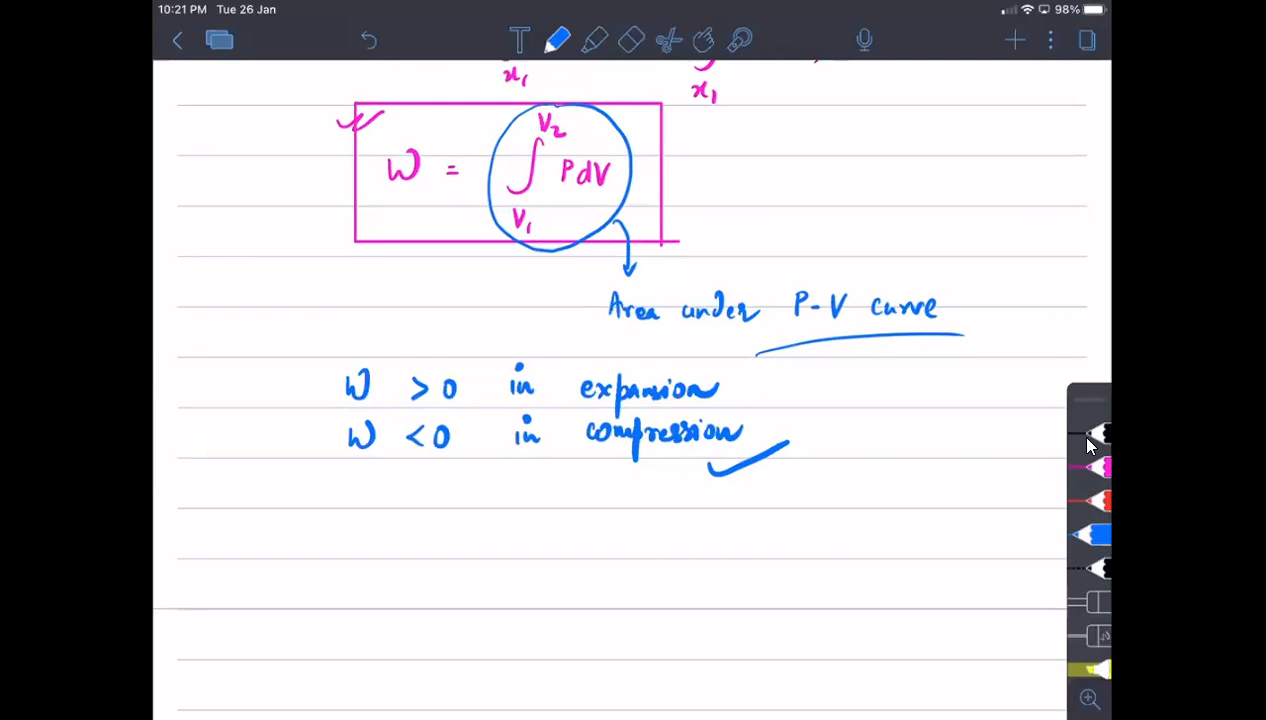 10:21 PM Tue 26 Jan
98%
T
x₁ x₁
V₂
W = ∫ PdV
V₁
Area under P-V curve
W > 0 in expansion
W < 0 in compression